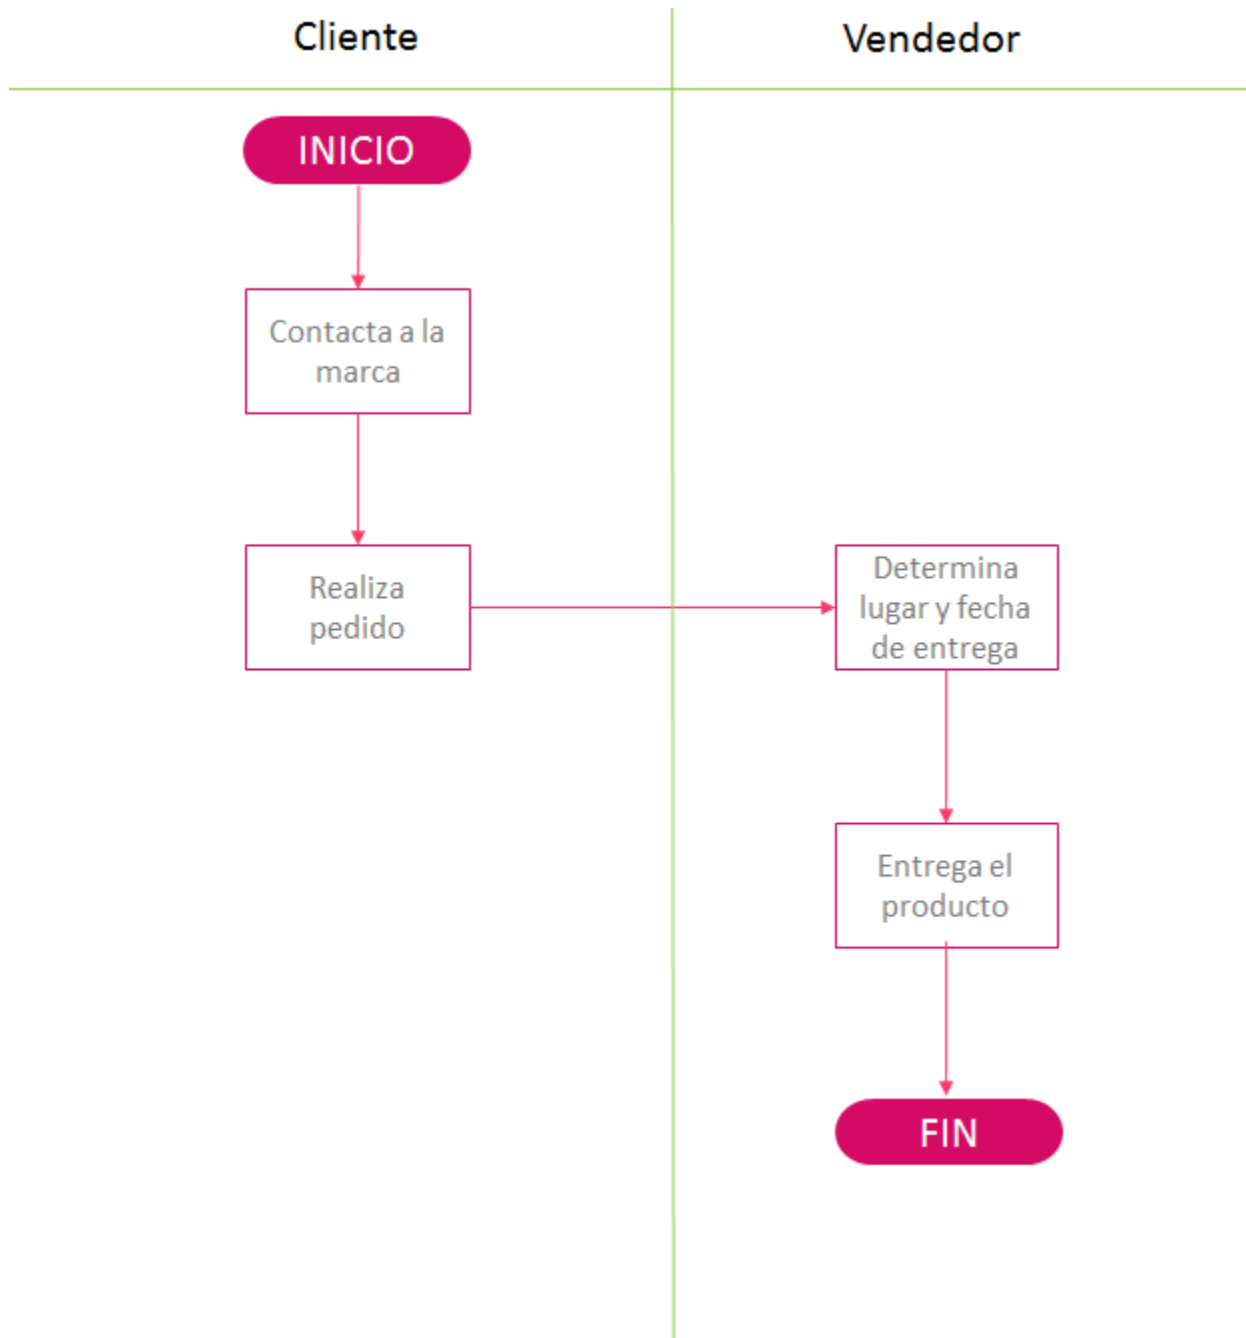 Cliente
Vendedor
INICIO
Contacta a la
marca
Realiza
pedido
Determina
lugar y fecha
de entrega
Entrega el
producto
FIN